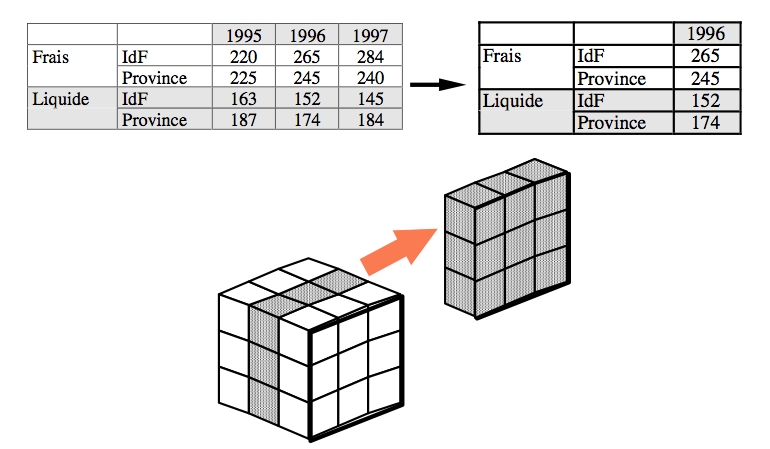 1995 1996 1997
Frais IdF 220 265 284
Province 225 245 240
Liquide IdF 163 152 145
Province 187 174 184
1996
Frais IdF 265
Province 245
Liquide IdF 152
Province 174